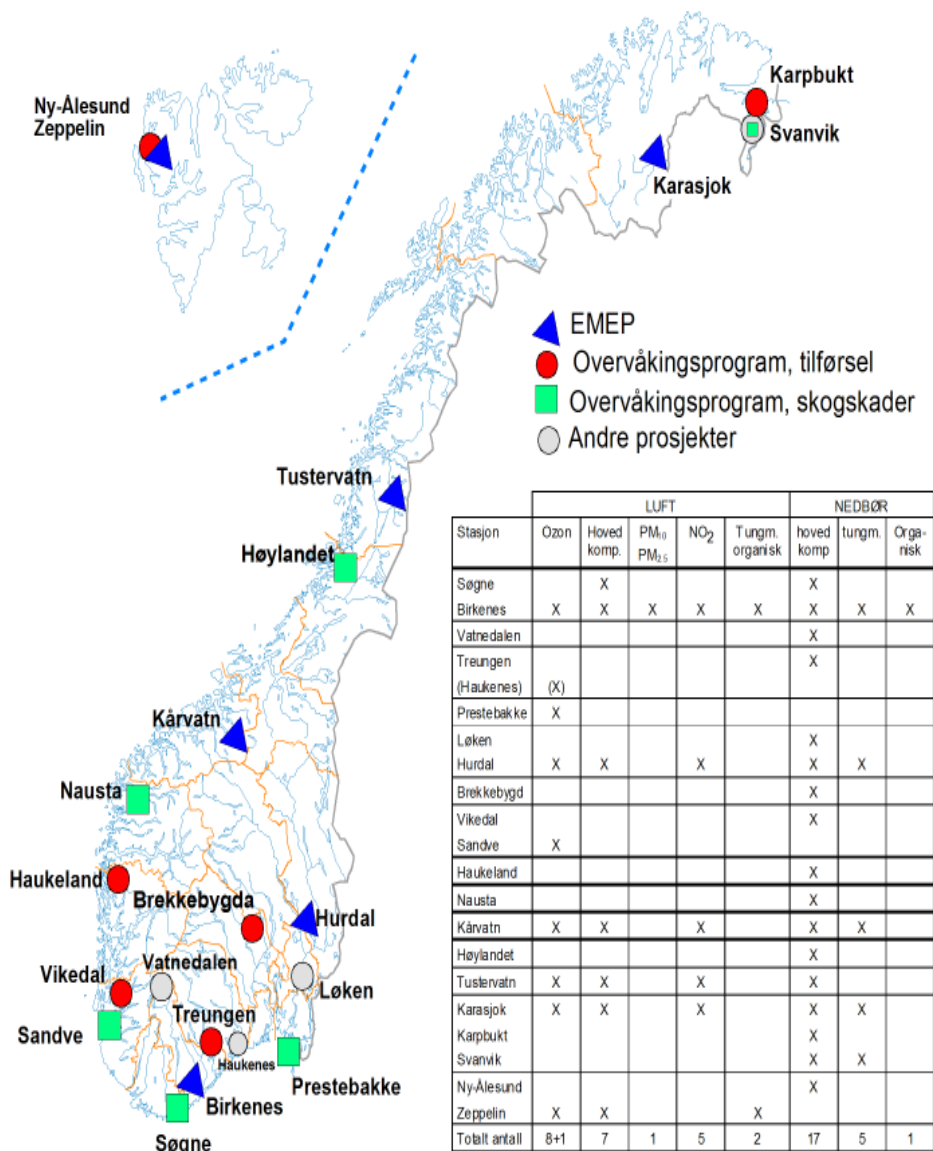 Ny-Ålesund
Zeppelin
Karpbukt
Svanvik
Karasjok
EMEP
Overvåkingsprogram, tilførsel
Overvåkingsprogram, skogskader
Andre prosjekter
Tustervatn
Høylandet
Kårvatn
Nausta
Haukeland
Brekkebygda
Hurdal
Vatnedalen
Vikedal
Løken
Treungen
Sandve
Haukenes
Prestebakke
Birkenes
Søgne
LUFT NEDBØR
Stasjon Ozon Hoved komp. PM10 PM2.5 NO2 Tungm. organisk hoved komp tungm. Orga-nisk
Søgne X X
Birkenes X X X X X X X X
Vatnedalen X
Treungen X
(Haukenes) (X)
Prestebakke X
Løken X
Hurdal X X X X X
Brekkebygd X
Vikedal X
Sandve X
Haukeland X
Nausta X
Kårvatn X X X X X
Høylandet X
Tustervatn X X X X
Karasjok X X X X X
Karpbukt X
Svanvik X X
Ny-Ålesund X
Zeppelin X X X
Totalt antall 8+1 7 1 5 2 17 5 1